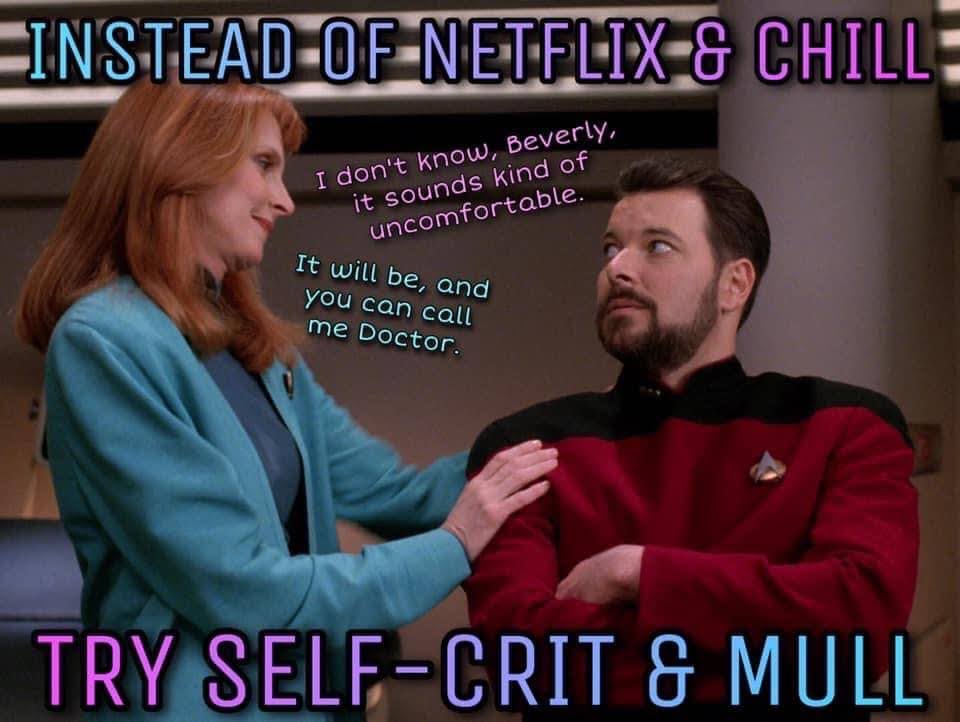 INSTEAD OF NETFLIX & CHILL
I don't know, Beverly,
it sounds kind of
uncomfortable.
It will be, and
you can call
me Doctor.
TRY SELF-CRIT & MULL